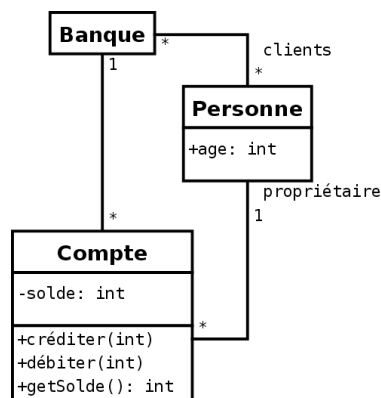 Banque
*
clients
1
*
Personne
+age: int
propriétaire
*
1
Compte
-solde: int
*
+créditer(int)
+débiter(int)
+getSolde(): int